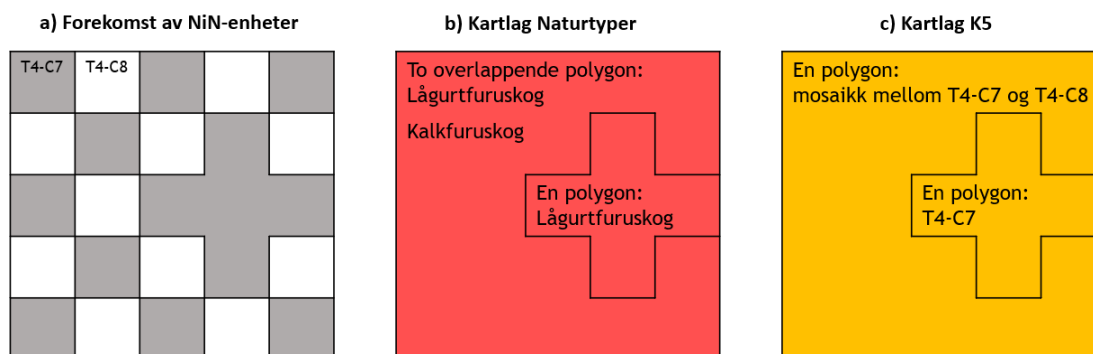 a) Forekomst av NiN-enheter
T4-C7
T4-C8
b) Kartlag Naturtyper
To overlappende polygon:
Lågurtfuruskog
Kalkfuruskog
En polygon:
Lågurtfuruskog
c) Kartlag K5
En polygon:
mosaikk mellom T4-C7 og T4-C8
En polygon:
T4-C7